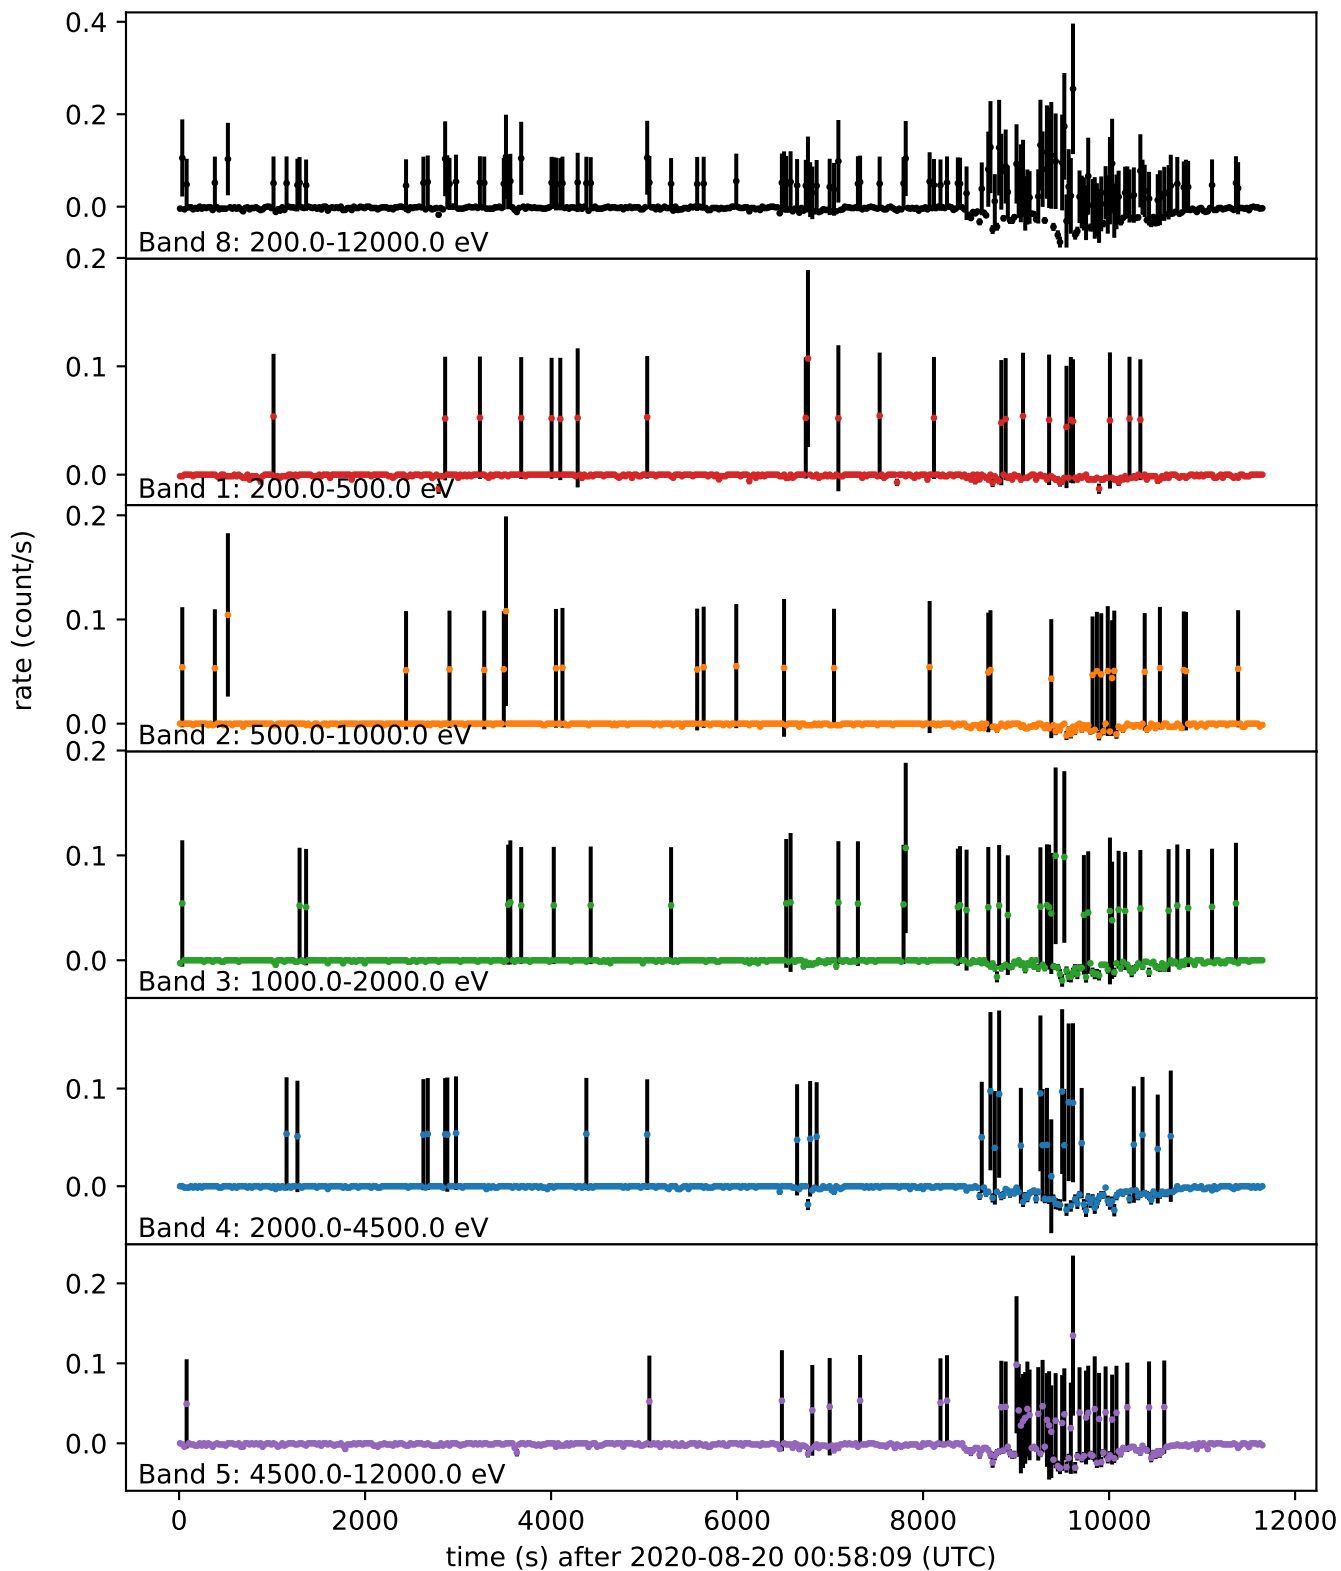 0.4
0.2
0.0
Band 8: 200.0-12000.0 eV
0.2
0.1
0.0
Band 1: 200.0-500.0 eV
0.2
0.1
0.0
Band 2: 500.0-1000.0 eV
0.2
0.1
0.0
Band 3: 1000.0-2000.0 eV
0.1
0.0
Band 4: 2000.0-4500.0 eV
0.2
0.1
0.0
Band 5: 4500.0-12000.0 eV
rate (count/s)
0 2000 4000 6000 8000 10000 12000
time (s) after 2020-08-20 00:58:09 (UTC)